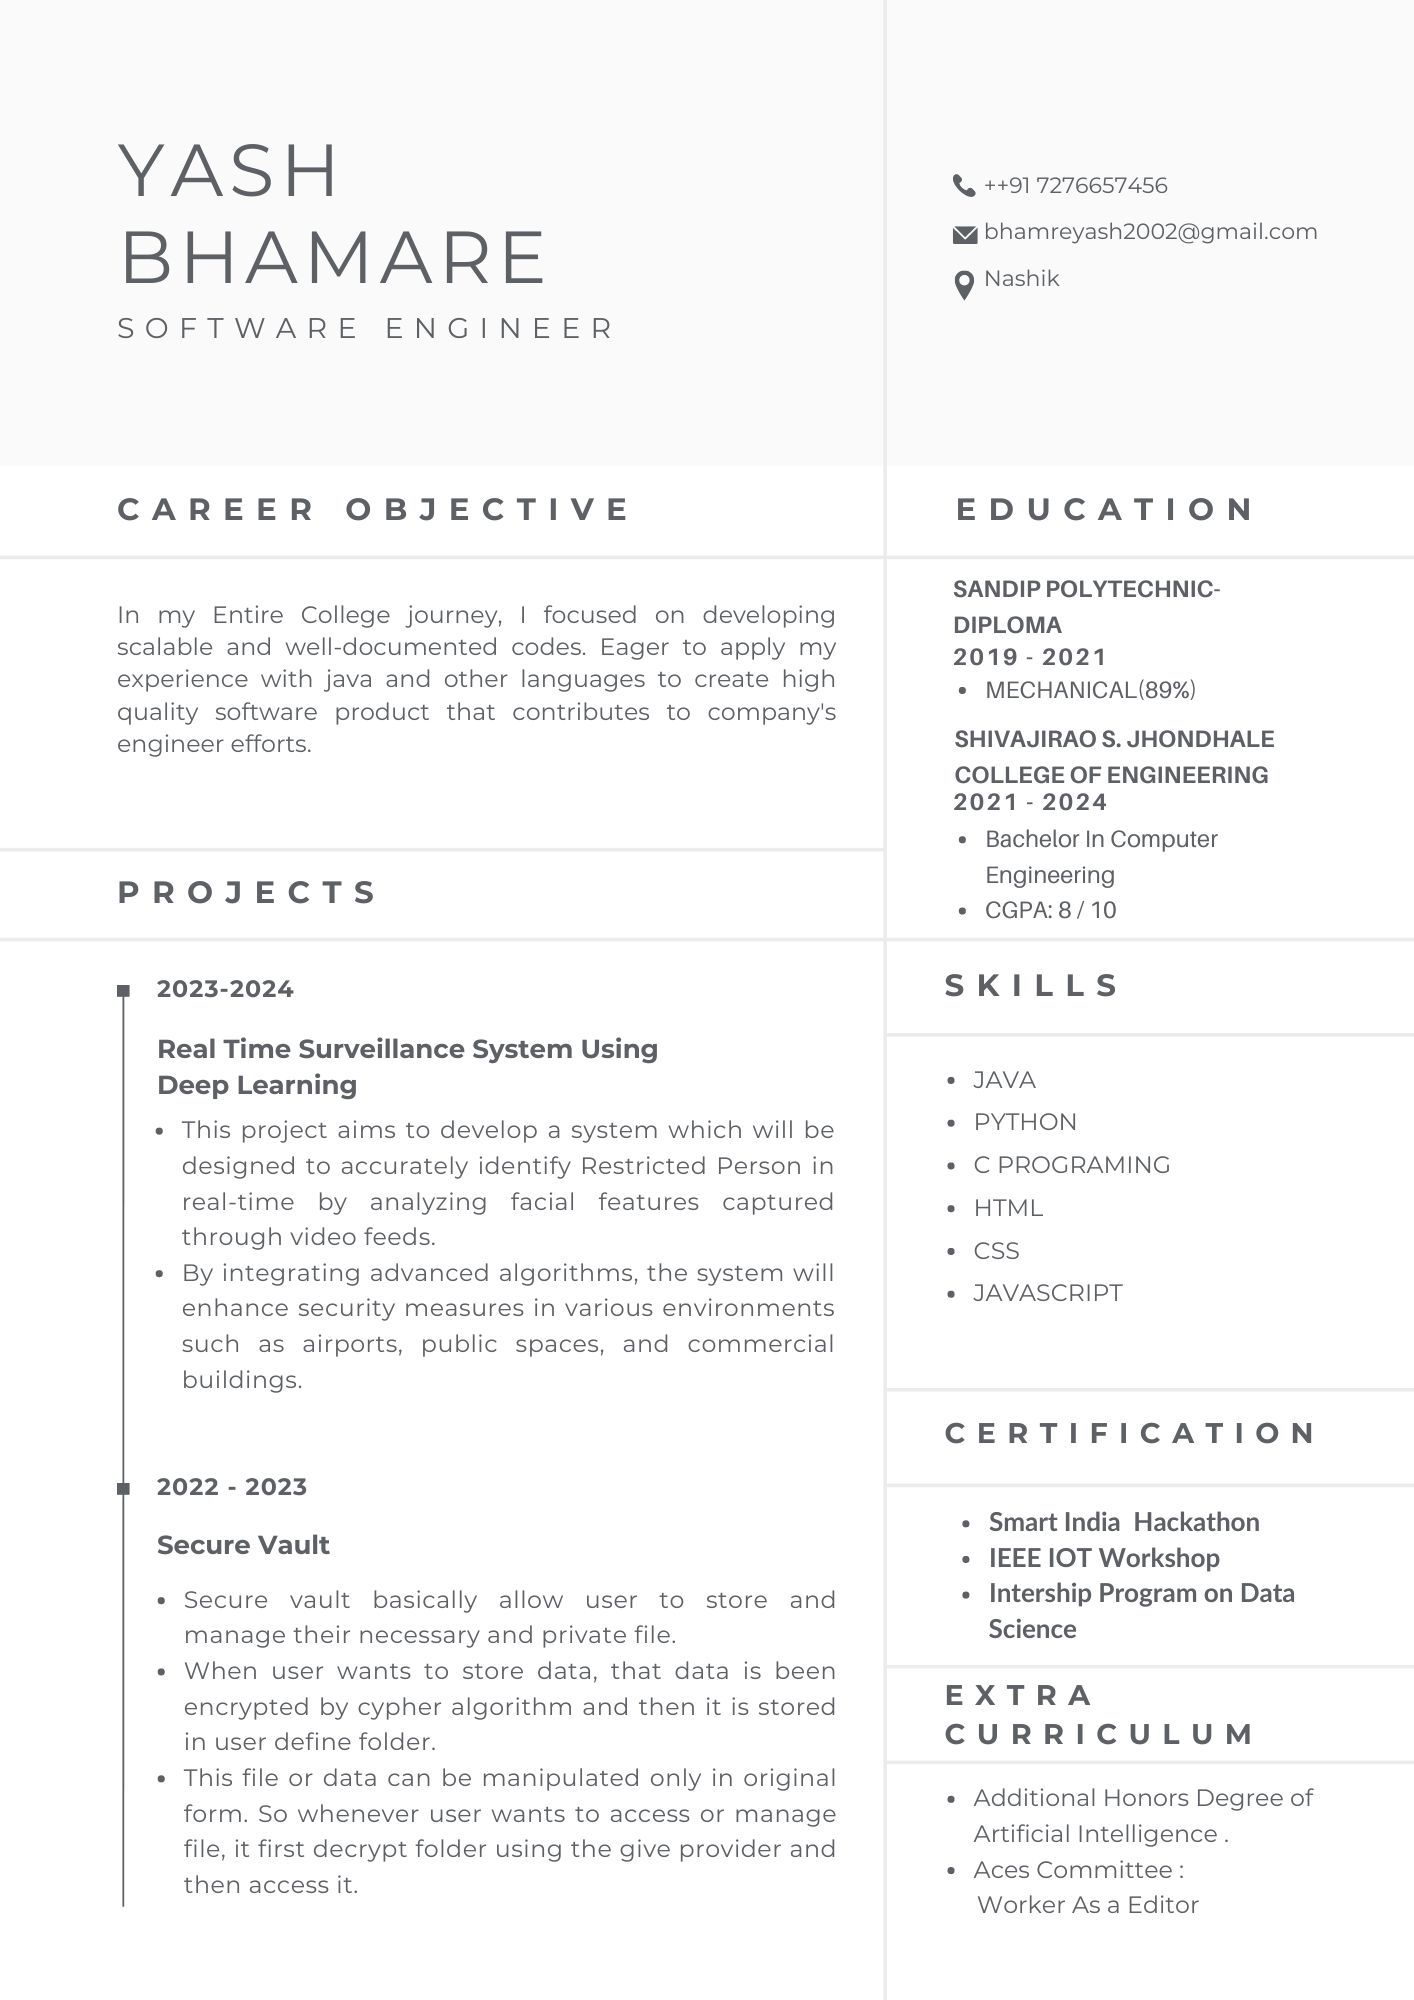 YASH
BHAMARE
SOFTWARE ENGINEER
++91 7276657456
bhamreyash2002@gmail.com
Nashik
CAREER OBJECTIVE
In my Entire College journey, I focused on developing
scalable and well-documented codes. Eager to apply my
experience with java and other languages to create high
quality software product that contributes to company's
engineer efforts.
PROJECTS
2023-2024
Real Time Surveillance System Using
Deep Learning
• This project aims to develop a system which will be
designed to accurately identify Restricted Person in
real-time by analyzing facial features captured
through video feeds.
• By integrating advanced algorithms, the system will
enhance security measures in various environments
such as airports, public spaces, and commercial
buildings.
2022 - 2023
Secure Vault
• Secure vault basically allow user to store and
manage their necessary and private file.
• When user wants to store data, that data is been
encrypted by cypher algorithm and then it is stored
in user define folder.
• This file or data can be manipulated only in original
form. So whenever user wants to access or manage
file, it first decrypt folder using the give provider and
then access it.
EDUCATION
SANDIP POLYTECHNIC-
DIPLOMA
2019 - 2021
• MECHANICAL(89%)
SHIVAJIRAO S. JHONDHALE
COLLEGE OF ENGINEERING
2021 - 2024
• Bachelor In Computer
Engineering
• CGPA: 8 / 10
SKILLS
• JAVA
• PYTHON
• C PROGRAMING
• HTML
• CSS
• JAVASCRIPT
CERTIFICATION
• Smart India  Hackathon
• IEEE IOT Workshop
• Intership Program on Data
Science
EXTRA
CURRICULUM
• Additional Honors Degree of
Artificial Intelligence .
• Aces Committee :
Worker As a Editor